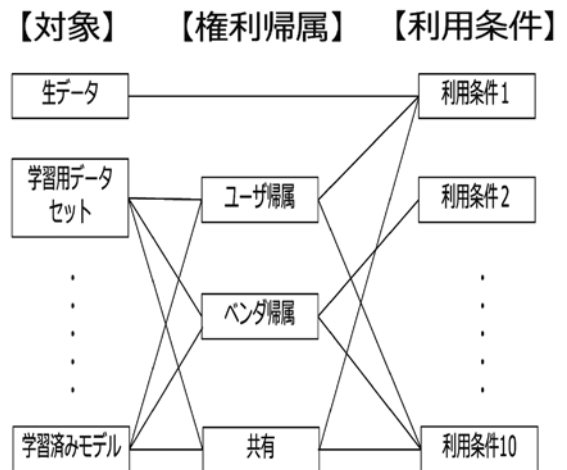 【対象】 【権利帰属】 【利用条件】
生データ
利用条件1
学習用データ
セット
ユーザ帰属
利用条件2
ベンダ帰属
学習済みモデル
共有
利用条件10